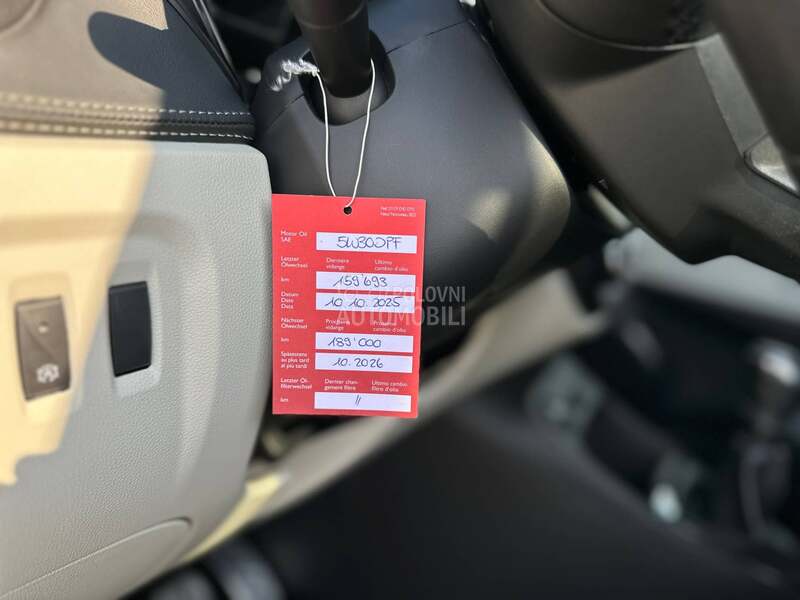 Motor Oil
SAE
5W30DPF
Letzter Ölwechsel
Dernière vidange
Ultimo cambio d'olio
km
159'693
Datum
Date
Data
10.10.2025
Nächster Ölwechsel
Prochaine vidange
Prossimo cambio d'olio
km
189'000
Spätestens
au plus tard
al più tardi
10.2026
Letzter Öl-
filterwechsel
Dernier chan-
gement filtre
Ultimo cambio
filtro d'olio
km
//
POLOVNI
AUTOMOBILI